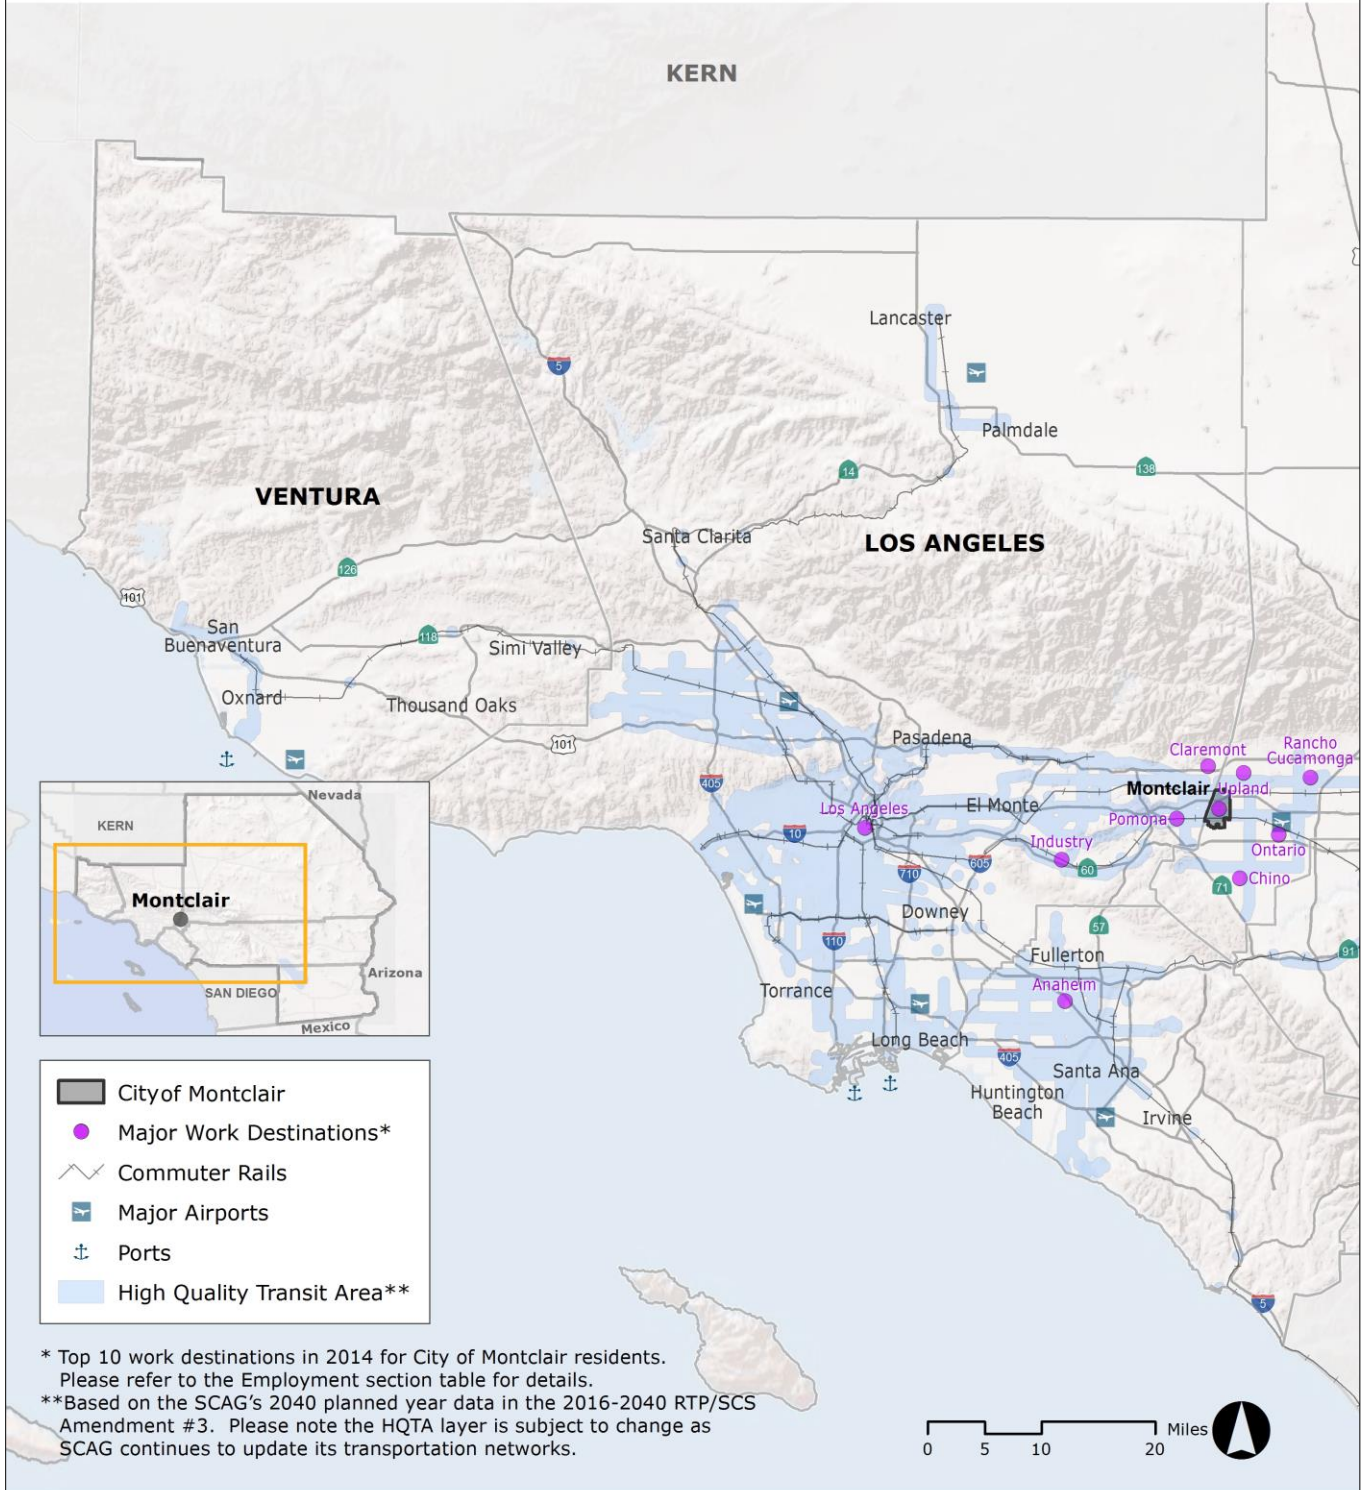 KERN
Lancaster
5
Palmdale
14
138
VENTURA
Santa Clarita
LOS ANGELES
126
101
San
Buenaventura
118
Simi Valley
Oxnard
Thousand Oaks
101
Pasadena
405
Claremont
Rancho
Cucamonga
Montclair
Upland
Los Angeles
El Monte
Pomona
10
Industry
605
60
Ontario
710
71
Chino
Downey
57
110
Fullerton
91
Anaheim
Torrance
Long Beach
405
Santa Ana
Huntington
Beach
Irvine
5
Nevada
KERN
Montclair
Arizona
SAN DIEGO
Mexico
City of Montclair
Major Work Destinations*
Commuter Rails
Major Airports
Ports
High Quality Transit Area**
* Top 10 work destinations in 2014 for City of Montclair residents.
Please refer to the Employment section table for details.
**Based on the SCAG's 2040 planned year data in the 2016-2040 RTP/SCS
Amendment #3. Please note the HQTA layer is subject to change as
SCAG continues to update its transportation networks.
Miles
0 5 10 20